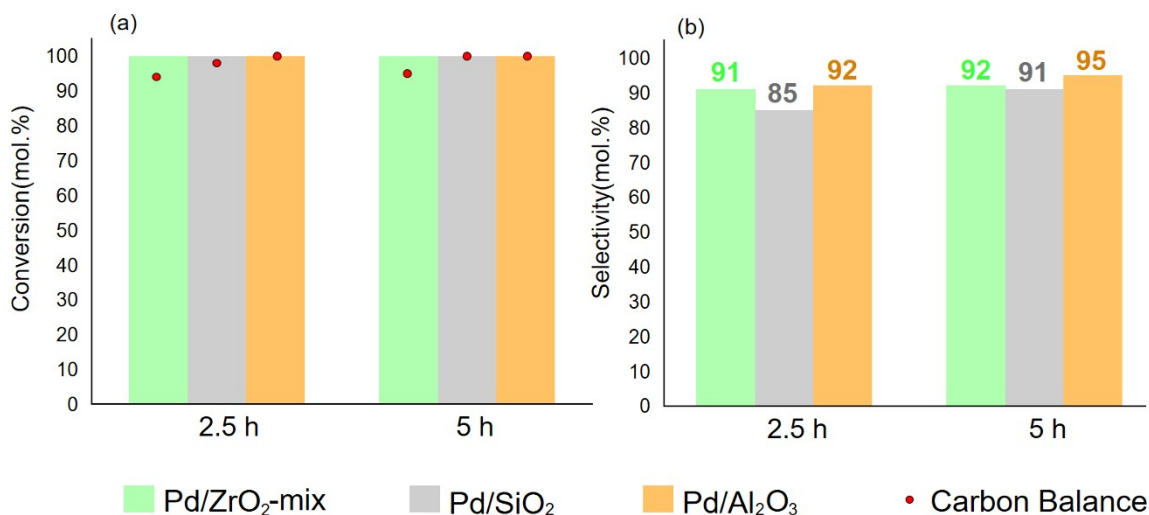 (a)
Conversion(mol.%)
100
90
80
70
60
50
40
30
20
10
0
2.5 h
5 h
(b)
Selectivity(mol.%)
100
90
80
70
60
50
40
30
20
10
0
91
85
92
92
91
95
2.5 h
5 h
Pd/ZrO₂-mix
Pd/SiO₂
Pd/Al₂O₃
Carbon Balance